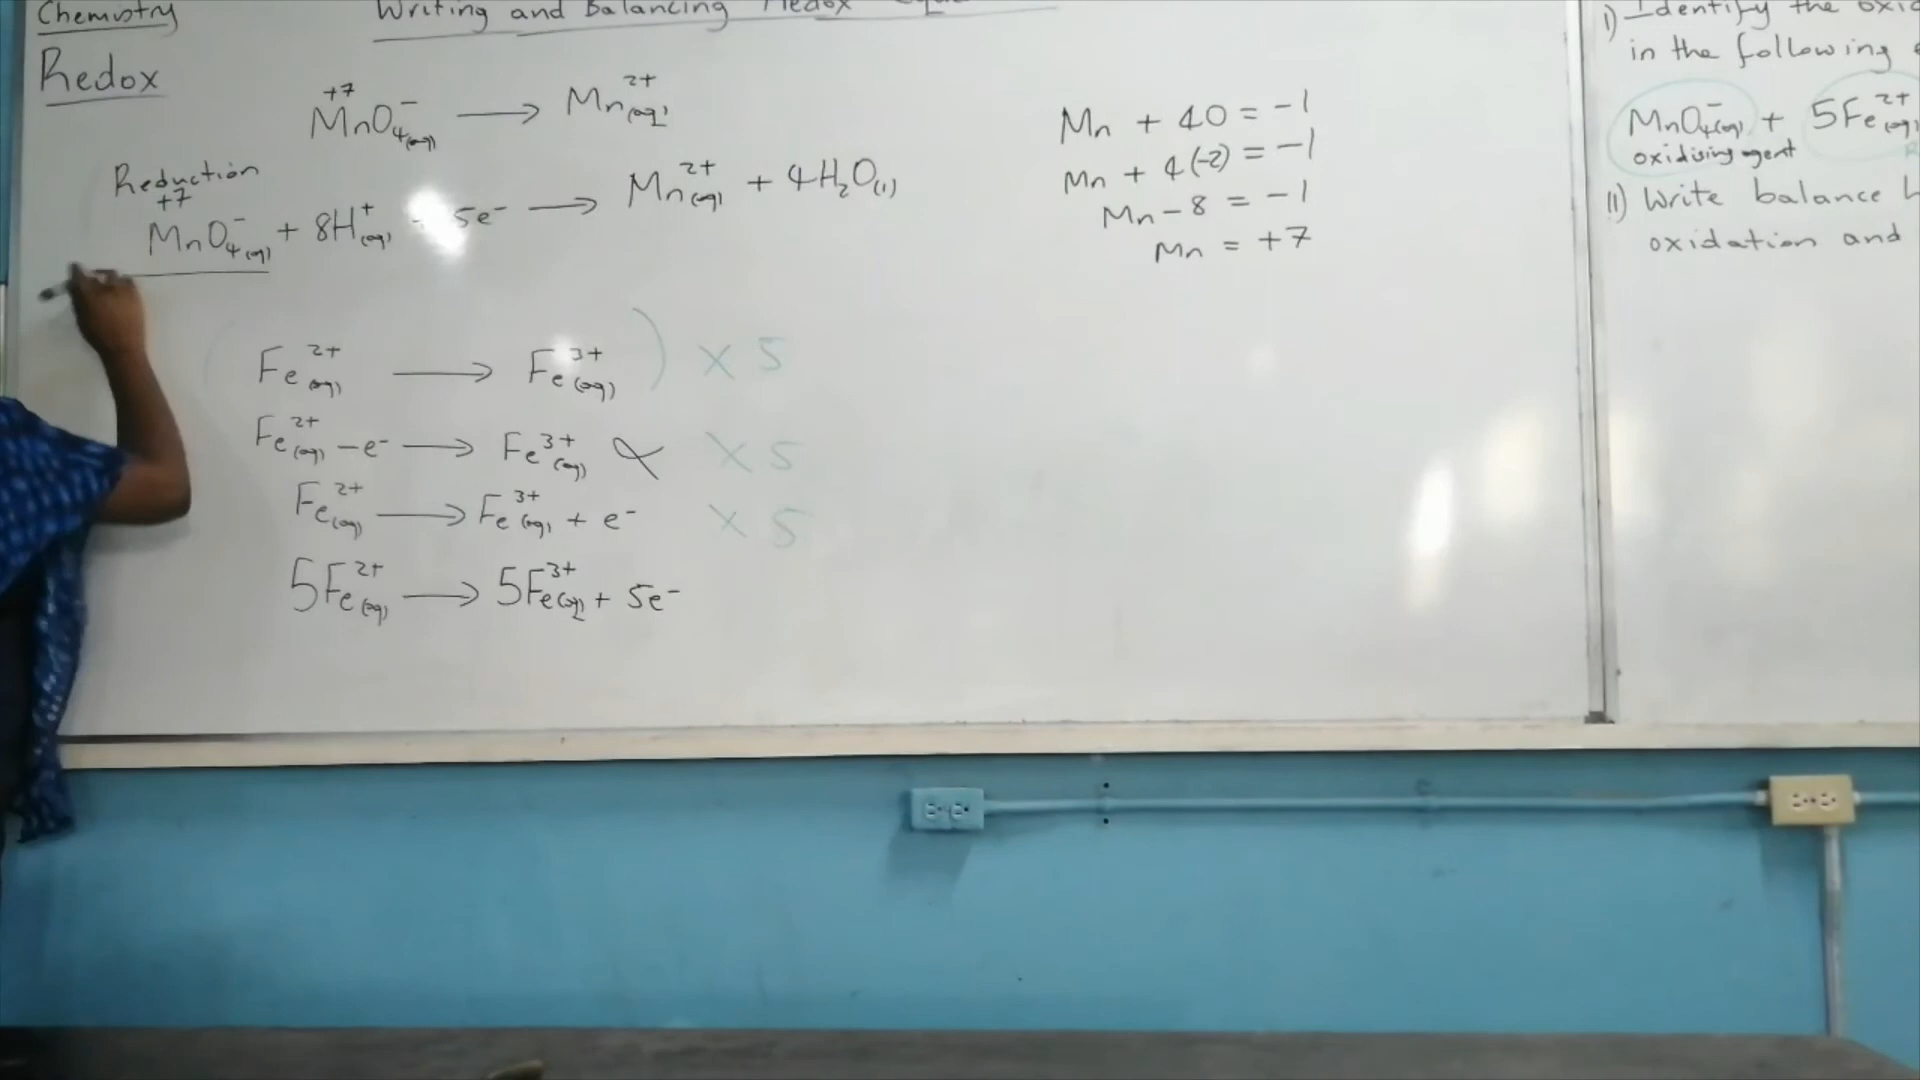 Chemistry
Writing and Balancing Redox
Redox
+7
MnO₄⁻(aq) → Mn²⁺(aq)
Reduction
+7
MnO₄⁻(aq) + 8H⁺(aq) + 5e⁻ → Mn²⁺(aq) + 4H₂O(l)
Fe²⁺(aq) → Fe³⁺(aq) ) × 5
Fe²⁺(aq) – e⁻ → Fe³⁺(aq) × 5
Fe²⁺(aq) → Fe³⁺(aq) + e⁻ × 5
5Fe²⁺(aq) → 5Fe³⁺(aq) + 5e⁻
Mn + 4O = -1
Mn + 4(-2) = -1
Mn - 8 = -1
Mn = +7
I) Identify the
in the following
MnO₄⁻(aq) + 5Fe²⁺(aq)
oxidising agent
II) Write balance
oxidation and